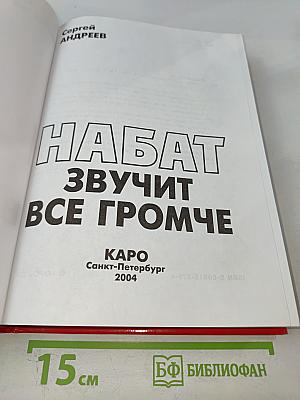 Сергей
АНДРЕЕВ
НАБАТ
ЗВУЧИТ
ВСЕ ГРОМЧЕ
КАРО
Санкт-Петербург
2004
15 см
БФ БИБЛИОФАН